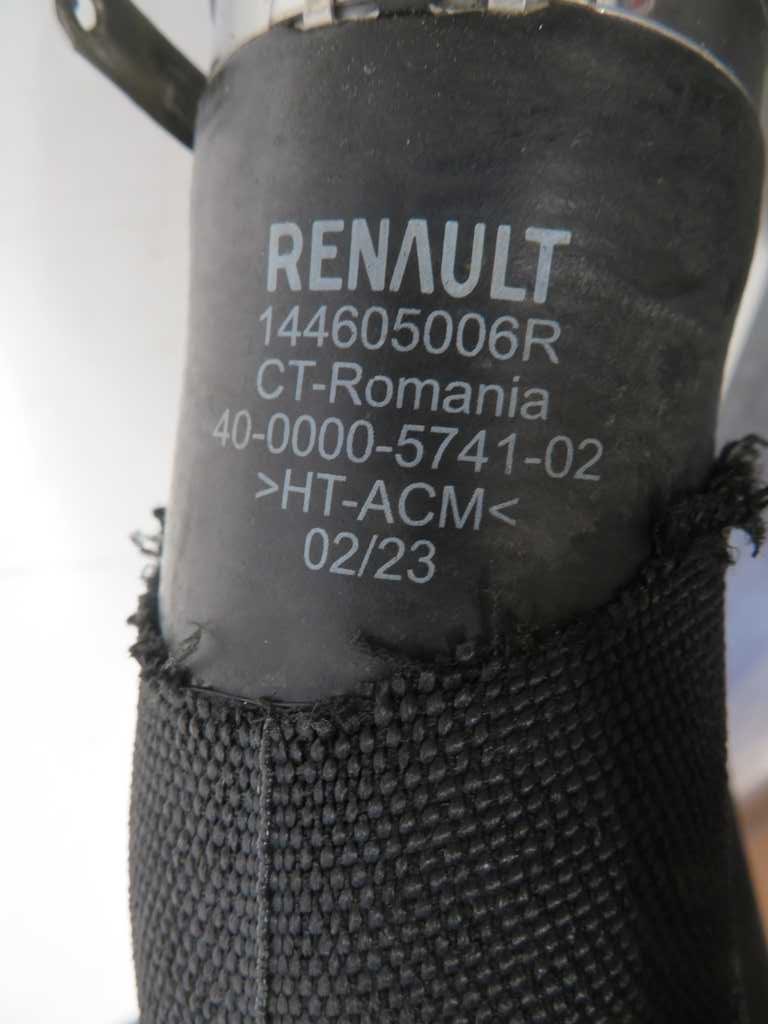 RENAULT
144605006R
CT-Romania
40-0000-5741-02
>HT-ACM<
02/23